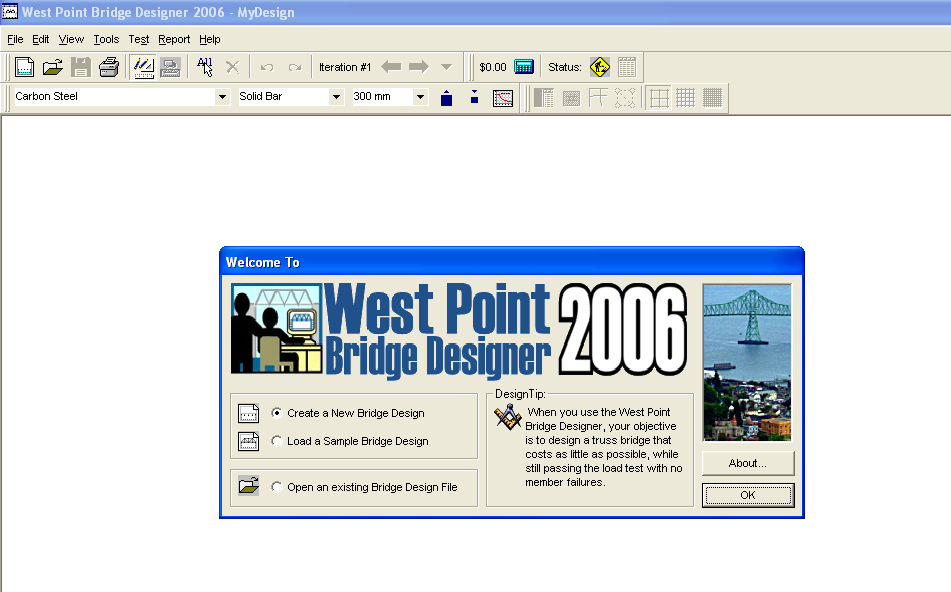 West Point Bridge Designer 2006 - MyDesign
File Edit View Tools Test Report Help
All Iteration #1 $0.00 Status:
Carbon Steel Solid Bar 300 mm
Welcome To
West Point
Bridge Designer
2006
Create a New Bridge Design
Load a Sample Bridge Design
Open an existing Bridge Design File
DesignTip:
When you use the West Point
Bridge Designer, your objective
is to design a truss bridge that
costs as little as possible, while
still passing the load test with no
member failures.
About...
OK